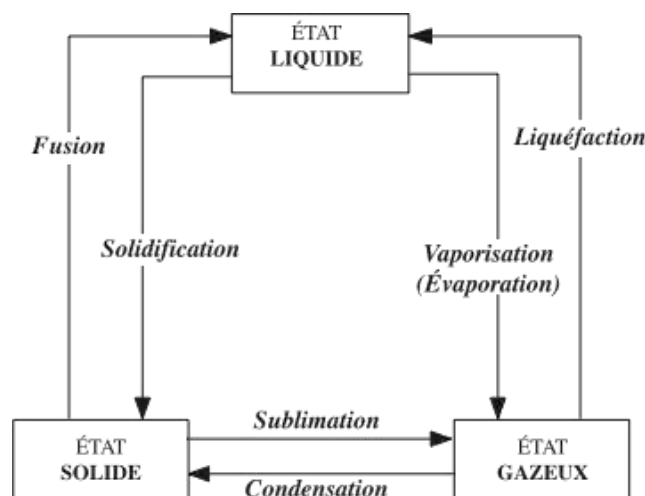 ÉTAT
LIQUIDE
Fusion
Liquéfaction
Solidification
Vaporisation
(Évaporation)
Sublimation
ÉTAT
SOLIDE
ÉTAT
GAZEUX
Condensation